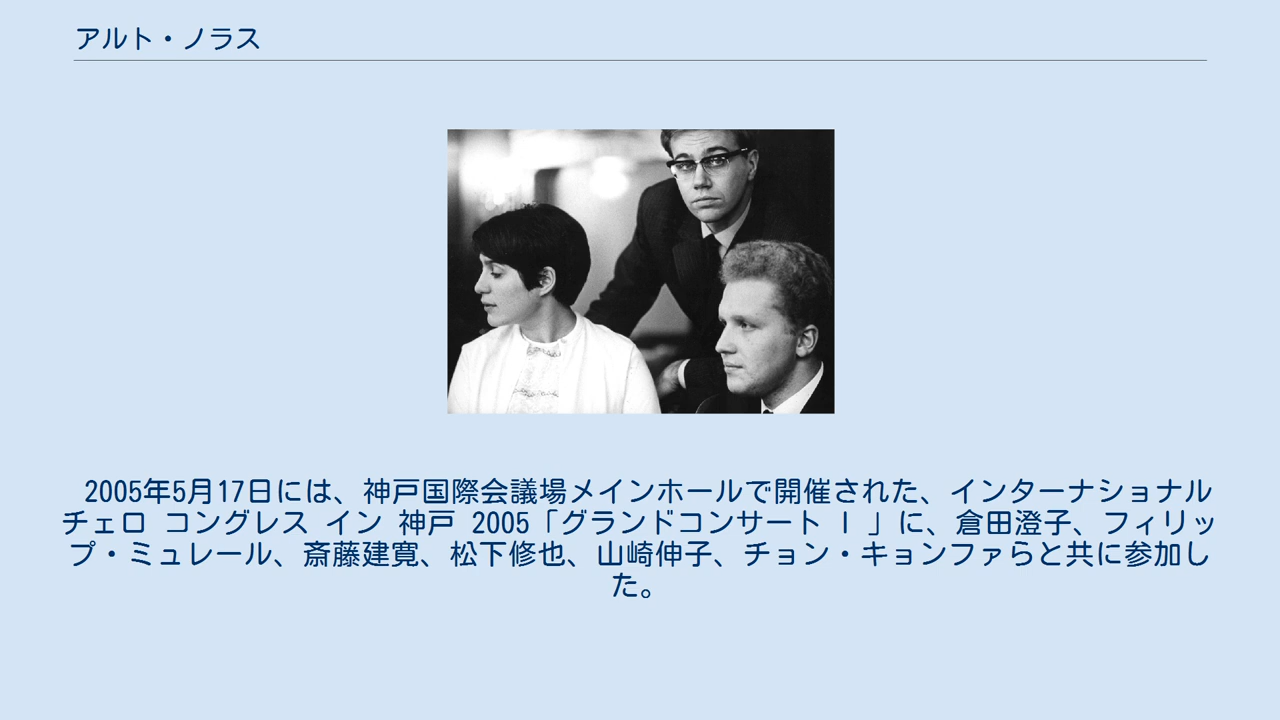 アルト・ノラス
2005年5月17日には、神戸国際会議場メインホールで開催された、インターナショナル
チェロ コングレス イン 神戸 2005「グランドコンサート Ⅰ 」に、倉田澄子、フィリッ
プ・ミュレール、斎藤建寛、松下修也、山崎伸子、チョン・キョンファらと共に参加し
た。